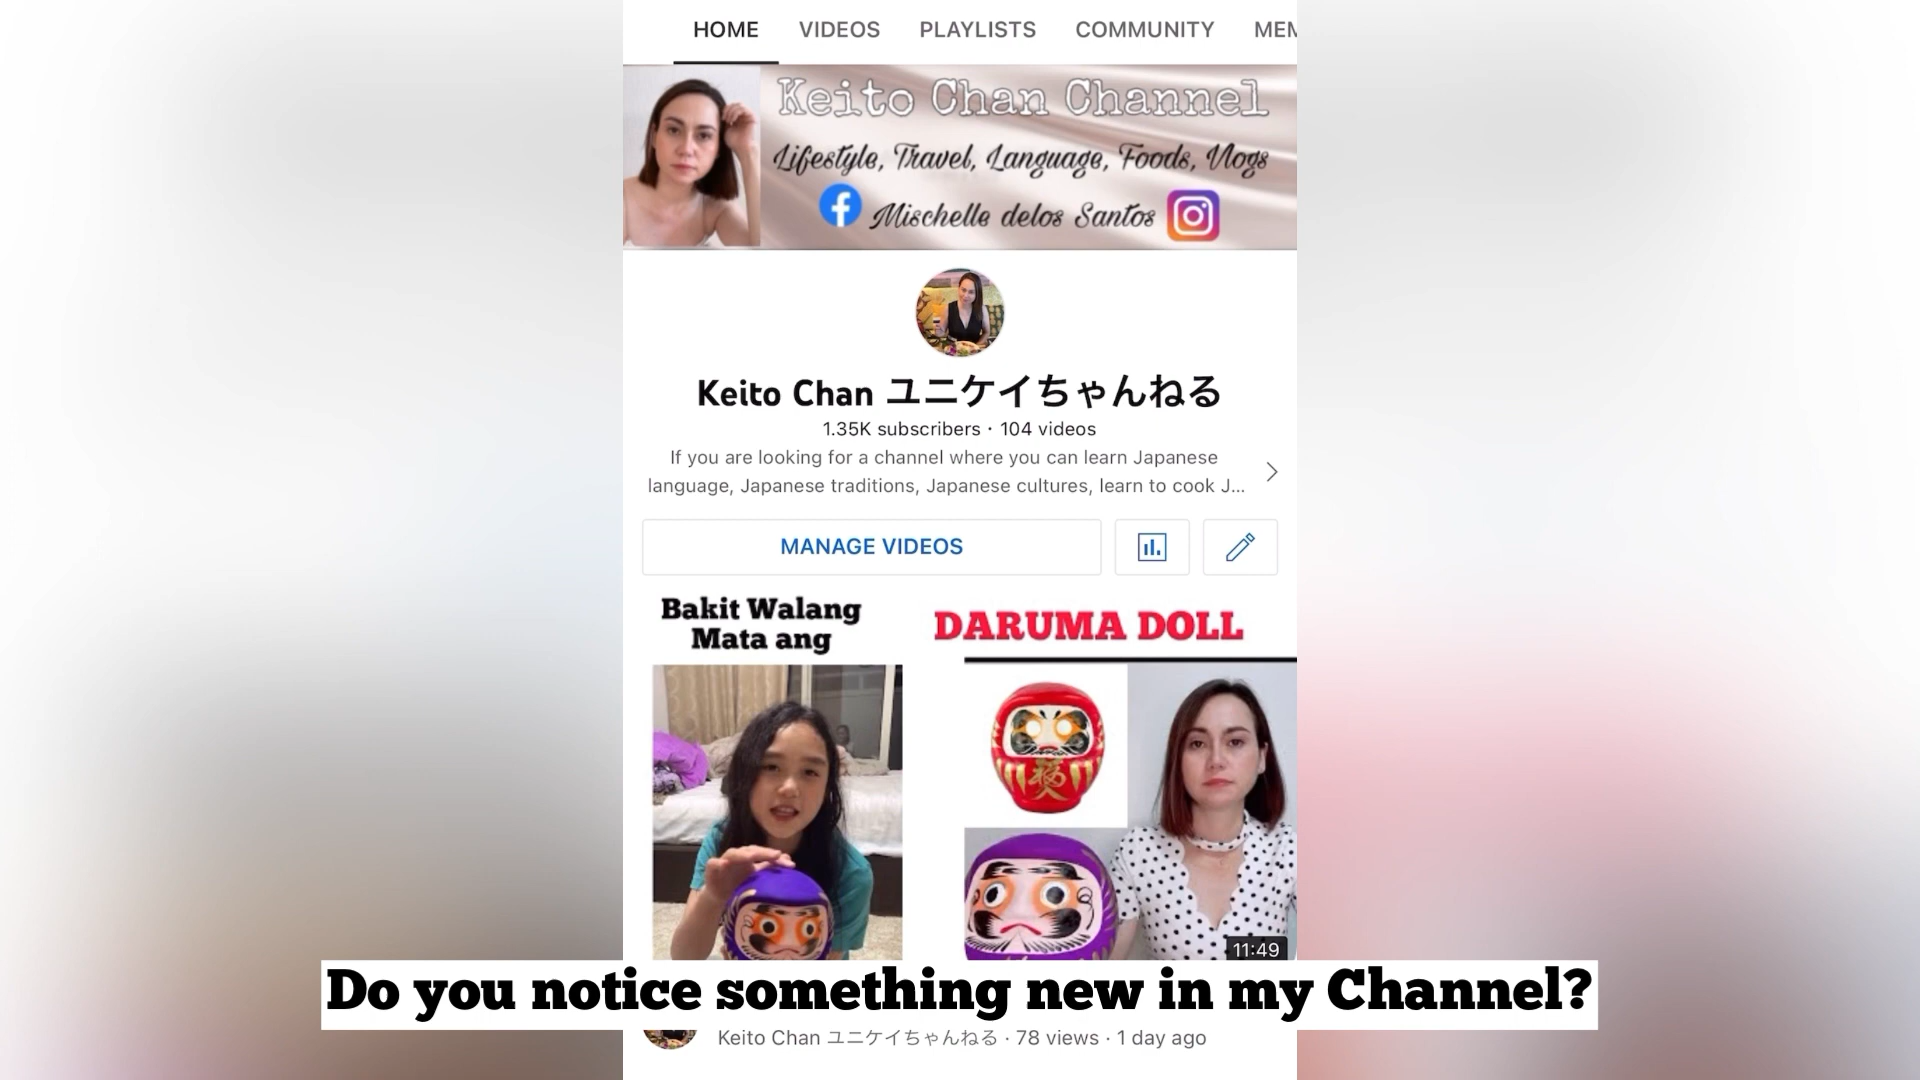 HOME VIDEOS PLAYLISTS COMMUNITY MEM
Keito Chan Channel
Lifestyle, Travel, Language, Foods, Vlogs
Mischelle delos Santos
Keito Chan ユニケイちゃんねる
1.35K subscribers · 104 videos
If you are looking for a channel where you can learn Japanese
language, Japanese traditions, Japanese cultures, learn to cook J...
MANAGE VIDEOS
Bakit Walang
Mata ang
DARUMA DOLL
11:49
Do you notice something new in my Channel?
Keito Chan ユニケイちゃんねる · 78 views · 1 day ago